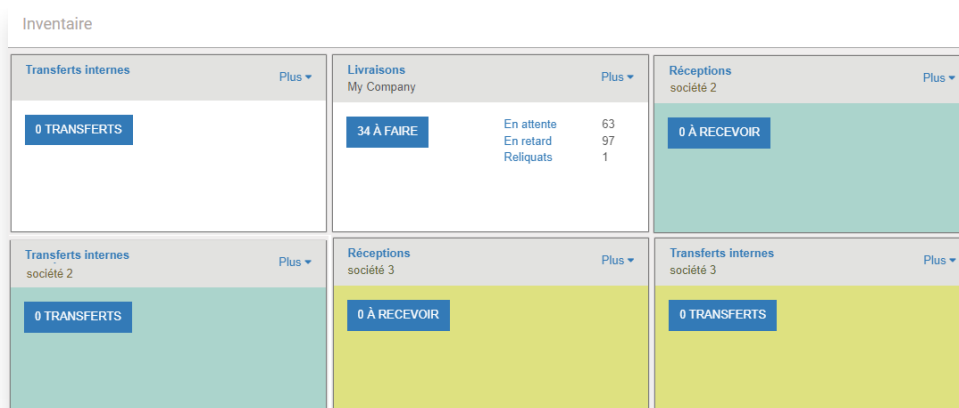 Inventaire
Transferts internes
Plus
0 TRANSFERTS
Livraisons
My Company
Plus
34 À FAIRE
En attente 63
En retard 97
Reliquats 1
Réceptions
société 2
Plus
0 À RECEVOIR
Transferts internes
société 2
Plus
0 TRANSFERTS
Réceptions
société 3
Plus
0 À RECEVOIR
Transferts internes
société 3
Plus
0 TRANSFERTS